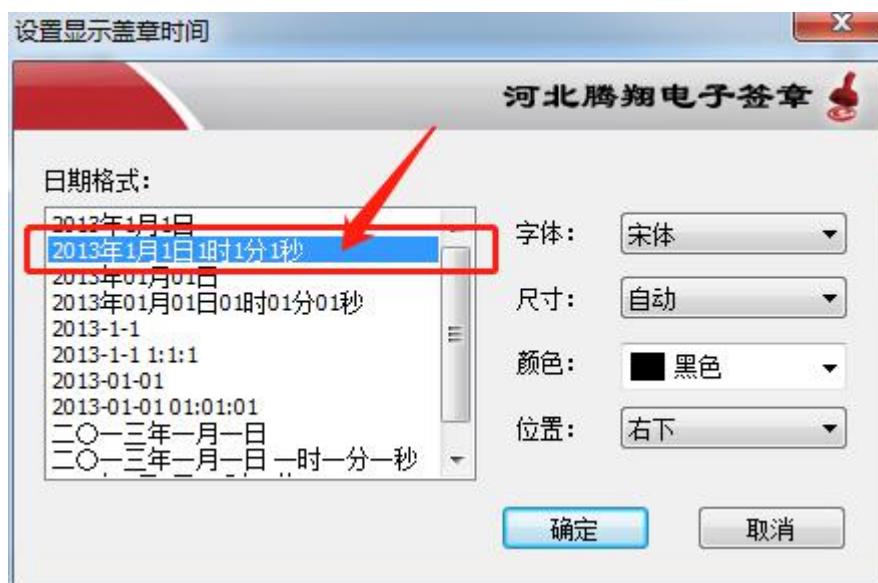 设置显示盖章时间
河北腾翔电子签章
日期格式：
2013年1月1日
2013年1月1日1时1分1秒
2013年01月01日
2013年01月01日01时01分01秒
2013-1-1
2013-1-1 1:1:1
2013-01-01
2013-01-01 01:01:01
二〇一三年一月一日
二〇一三年一月一日 一时一分一秒
字体：
宋体
尺寸：
自动
颜色：
黑色
位置：
右下
确定
取消